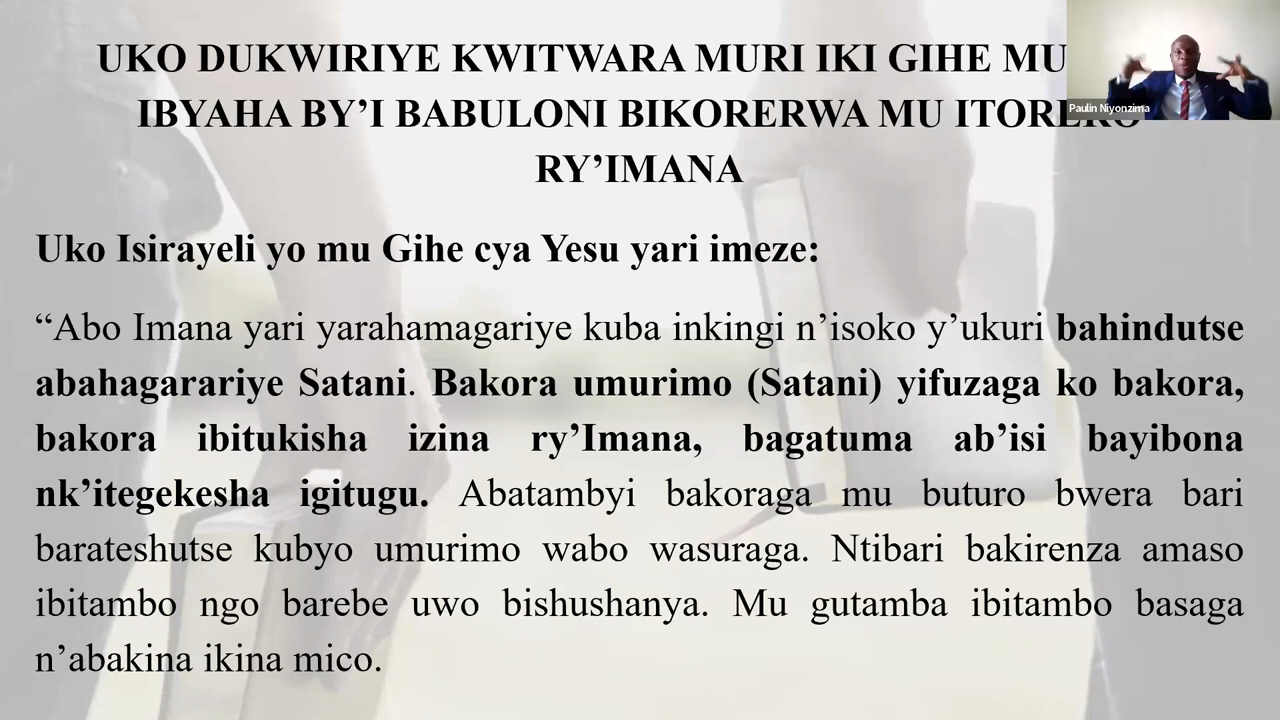 UKO DUKWIRIYE KWITWARA MURI IKI GIHE MU
IBYAHA BY’I BABULONI BIKORERWA MU ITORERO
RY’IMANA
Paulin Niyonzima
Uko Isirayeli yo mu Gihe cya Yesu yari imeze:
“Abo Imana yari yarahamagariye kuba inkingi n’isoko y’ukuri bahindutse
abahagarariye Satani. Bakora umurimo (Satani) yifuzaga ko bakora,
bakora ibitukisha izina ry’Imana, bagatuma ab’isi bayibona
nk’itegekesha igitugu. Abatambyi bakoraga mu buturo bwera bari
barateshutse kubyo umurimo wabo wasuraga. Ntibari bakirenza amaso
ibitambo ngo barebe uwo bishushanya. Mu gutamba ibitambo basaga
n’abakina ikina mico.